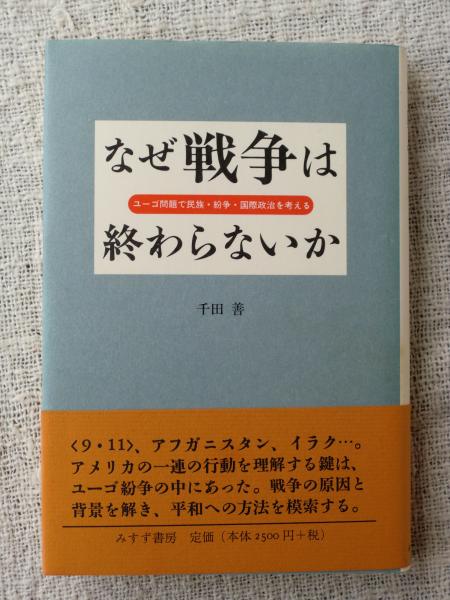 なぜ戦争は
ユーゴ問題で民族・紛争・国際政治を考える
終わらないか
千田 善
〈9・11〉、アフガニスタン、イラク…。
アメリカの一連の行動を理解する鍵は、
ユーゴ紛争の中にあった。戦争の原因と
背景を解き、平和への方法を模索する。
みすず書房 定価（本体2500円＋税）